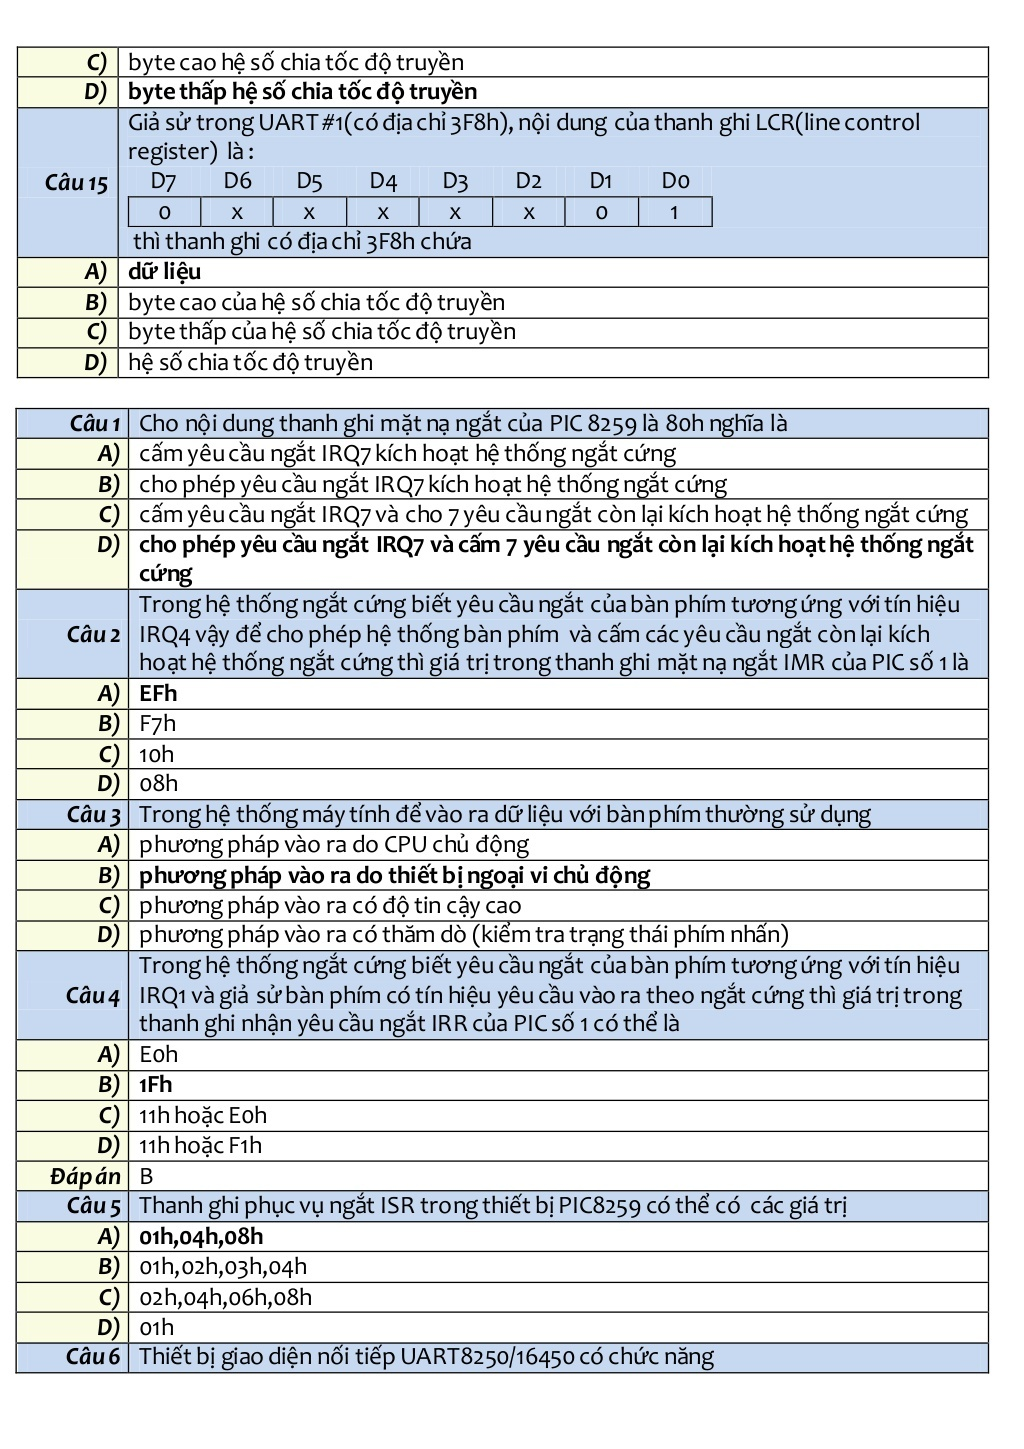 C) byte cao hệ số chia tốc độ truyền
D) byte thấp hệ số chia tốc độ truyền
Câu 15 Giả sử trong UART #1(có địa chỉ 3F8h), nội dung của thanh ghi LCR(line control
register) là :
D7 D6 D5 D4 D3 D2 D1 D0
0 x x x x x 0 1
thì thanh ghi có địa chỉ 3F8h chứa
A) dữ liệu
B) byte cao của hệ số chia tốc độ truyền
C) byte thấp của hệ số chia tốc độ truyền
D) hệ số chia tốc độ truyền
Câu 1 Cho nội dung thanh ghi mặt nạ ngắt của PIC 8259 là 80h nghĩa là
A) cấm yêu cầu ngắt IRQ7 kích hoạt hệ thống ngắt cứng
B) cho phép yêu cầu ngắt IRQ7 kích hoạt hệ thống ngắt cứng
C) cấm yêu cầu ngắt IRQ7 và cho 7 yêu cầu ngắt còn lại kích hoạt hệ thống ngắt cứng
D) cho phép yêu cầu ngắt IRQ7 và cấm 7 yêu cầu ngắt còn lại kích hoạt hệ thống ngắt
cứng
Câu 2 Trong hệ thống ngắt cứng biết yêu cầu ngắt của bàn phím tương ứng với tín hiệu
IRQ4 vậy để cho phép hệ thống bàn phím và cấm các yêu cầu ngắt còn lại kích
hoạt hệ thống ngắt cứng thì giá trị trong thanh ghi mặt nạ ngắt IMR của PIC số 1 là
A) EFh
B) F7h
C) 10h
D) 08h
Câu 3 Trong hệ thống máy tính để vào ra dữ liệu với bàn phím thường sử dụng
A) phương pháp vào ra do CPU chủ động
B) phương pháp vào ra do thiết bị ngoại vi chủ động
C) phương pháp vào ra có độ tin cậy cao
D) phương pháp vào ra có thăm dò (kiểm tra trạng thái phím nhấn)
Câu 4 Trong hệ thống ngắt cứng biết yêu cầu ngắt của bàn phím tương ứng với tín hiệu
IRQ1 và giả sử bàn phím có tín hiệu yêu cầu vào ra theo ngắt cứng thì giá trị trong
thanh ghi nhận yêu cầu ngắt IRR của PIC số 1 có thể là
A) E0h
B) 1Fh
C) 11h hoặc E0h
D) 11h hoặc F1h
Đáp án B
Câu 5 Thanh ghi phục vụ ngắt ISR trong thiết bị PIC8259 có thể có các giá trị
A) 01h,04h,08h
B) 01h,02h,03h,04h
C) 02h,04h,06h,08h
D) 01h
Câu 6 Thiết bị giao diện nối tiếp UART8250/16450 có chức năng